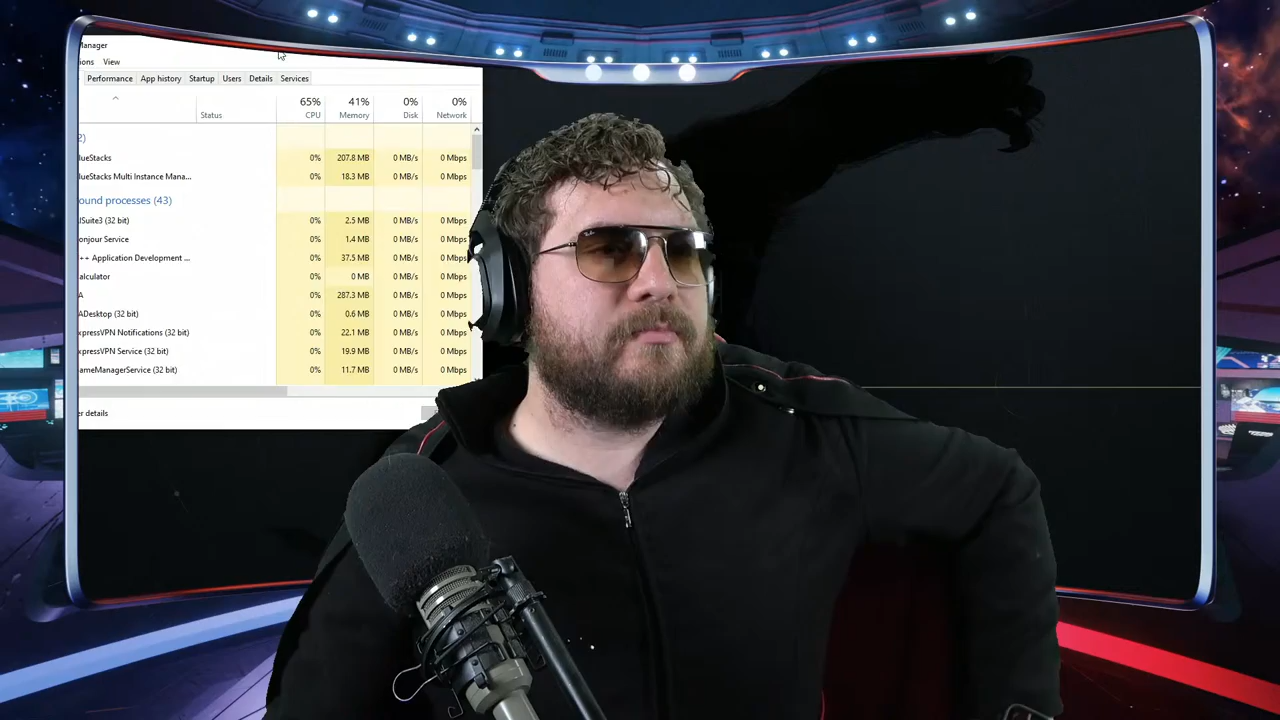 Manager
ions View
Performance App history Startup Users Details Services
65% 41% 0% 0%
Status CPU Memory Disk Network
2)
lueStacks 0% 207.8 MB 0 MB/s 0 Mbps
lueStacks Multi Instance Mana... 0% 18.3 MB 0 MB/s 0 Mbps
ound processes (43)
ISuite3 (32 bit) 0% 2.5 MB 0 MB/s 0 Mbps
onjour Service 0% 1.4 MB 0 MB/s 0 Mbps
++ Application Development ... 0% 37.5 MB 0 MB/s 0 Mbps
alculator 0% 0 MB 0 MB/s 0 Mbps
A 0% 287.3 MB 0 MB/s 0 Mbps
ADesktop (32 bit) 0% 0.6 MB 0 MB/s 0 Mbps
xpressVPN Notifications (32 bit) 0% 22.1 MB 0 MB/s 0 Mbps
xpressVPN Service (32 bit) 0% 19.9 MB 0 MB/s 0 Mbps
ameManagerService (32 bit) 0% 11.7 MB 0 MB/s 0 Mbps
er details
Ray-Ban